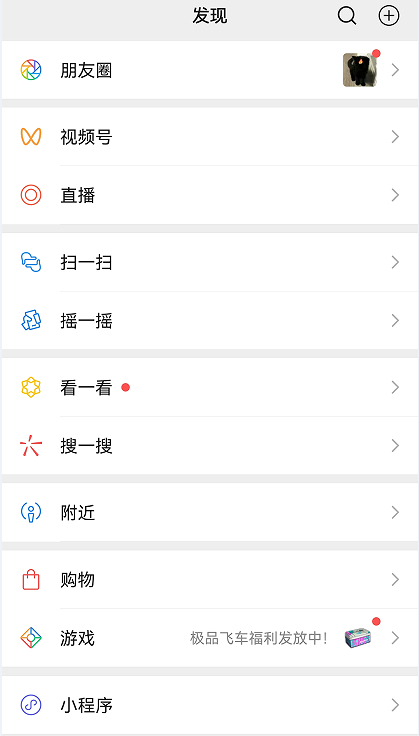 发现
朋友圈
视频号
直播
扫一扫
摇一摇
看一看
搜一搜
附近
购物
游戏 极品飞车福利发放中!
小程序